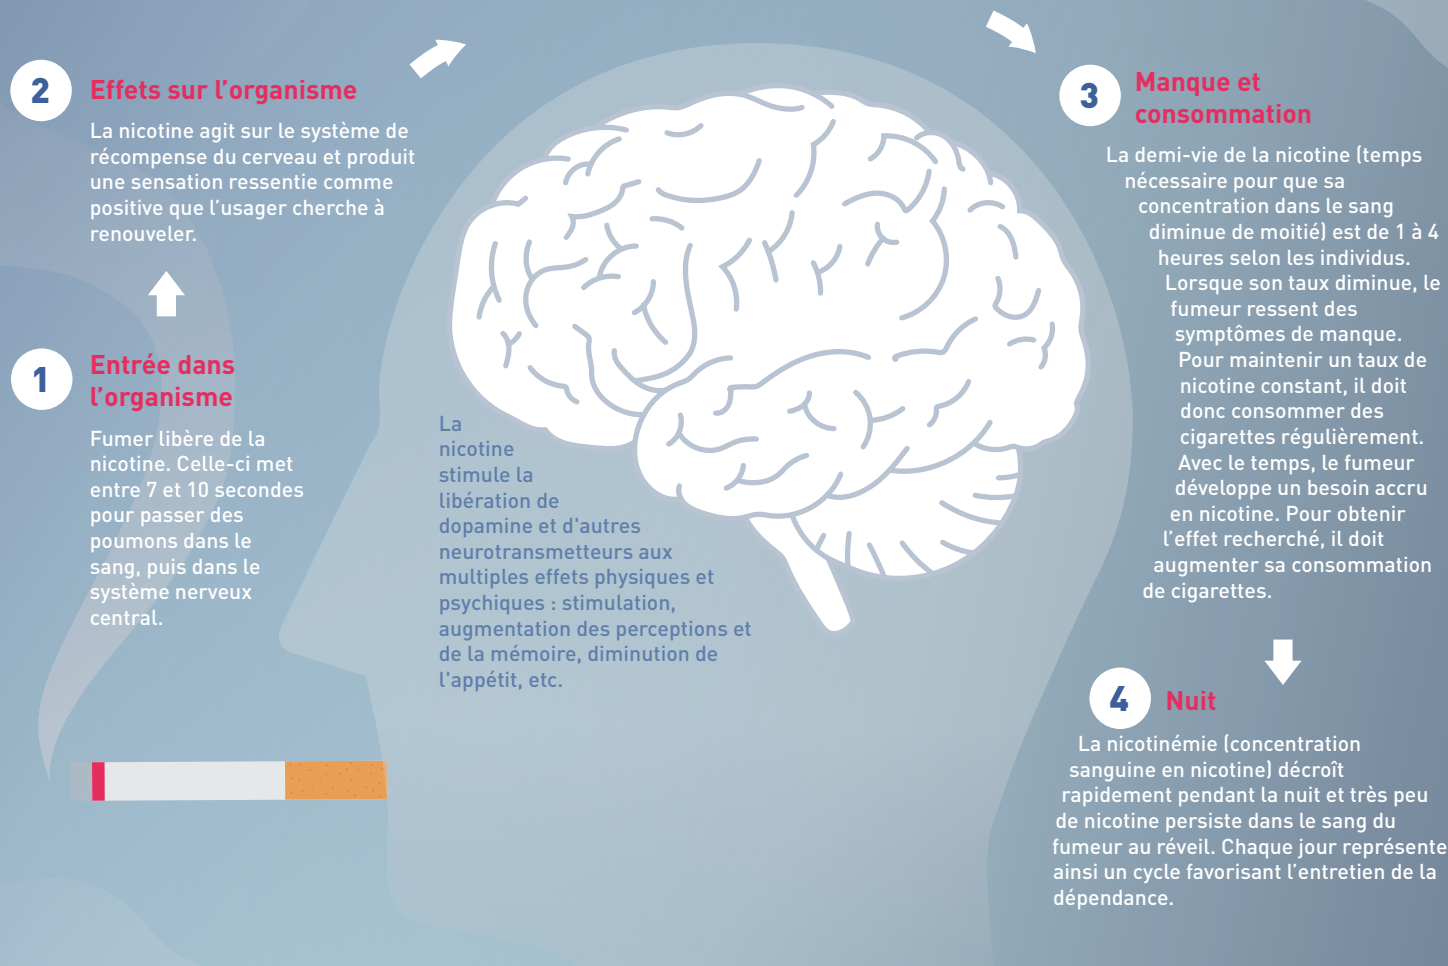 1
Entrée dans
l’organisme
Fumer libère de la
nicotine. Celle-ci met
entre 7 et 10 secondes
pour passer des
poumons dans le
sang, puis dans le
système nerveux
central.
2
Effets sur l’organisme
La nicotine agit sur le système de
récompense du cerveau et produit
une sensation ressentie comme
positive que l’usager cherche à
renouveler.
La
nicotine
stimule la
libération de
dopamine et d'autres
neurotransmetteurs aux
multiples effets physiques et
psychiques : stimulation,
augmentation des perceptions et
de la mémoire, diminution de
l'appétit, etc.
3
Manque et
consommation
La demi-vie de la nicotine (temps
nécessaire pour que sa
concentration dans le sang
diminue de moitié) est de 1 à 4
heures selon les individus.
Lorsque son taux diminue, le
fumeur ressent des
symptômes de manque.
Pour maintenir un taux de
nicotine constant, il doit
donc consommer des
cigarettes régulièrement.
Avec le temps, le fumeur
développe un besoin accru
en nicotine. Pour obtenir
l’effet recherché, il doit
augmenter sa consommation
de cigarettes.
4
Nuit
La nicotinémie (concentration
sanguine en nicotine) décroît
rapidement pendant la nuit et très peu
de nicotine persiste dans le sang du
fumeur au réveil. Chaque jour représente
ainsi un cycle favorisant l’entretien de la
dépendance.